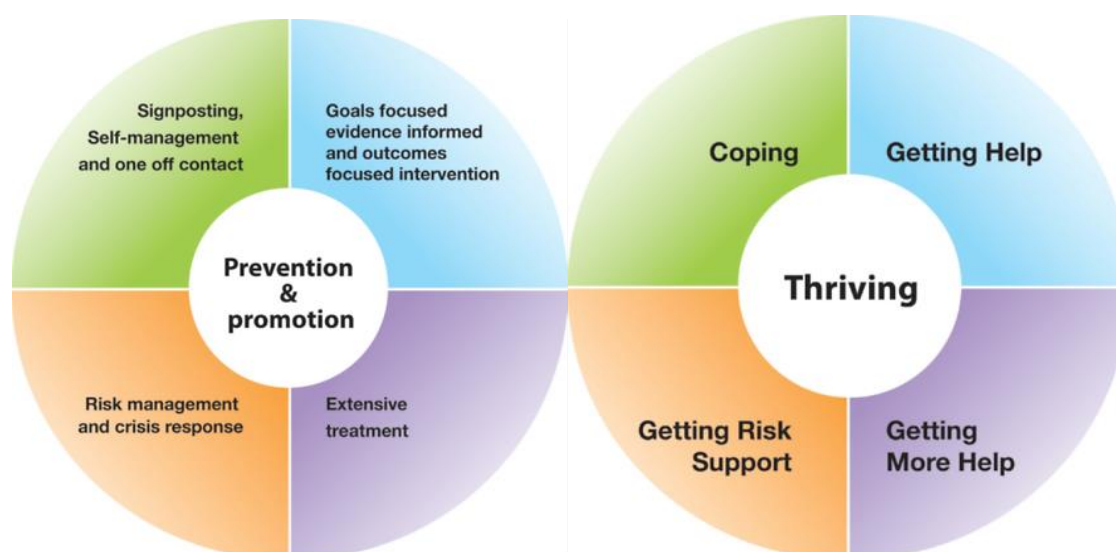 Signposting,
Self-management
and one off contact
Goals focused
evidence informed
and outcomes
focused intervention
Prevention
&
promotion
Risk management
and crisis response
Extensive
treatment
Coping
Getting Help
Thriving
Getting Risk
Support
Getting
More Help